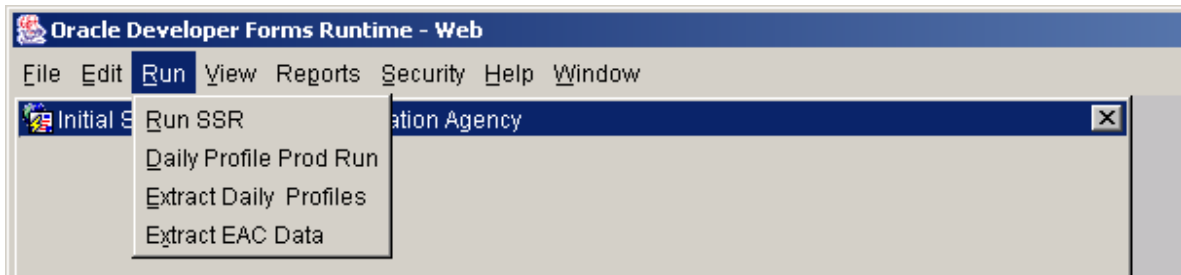 Oracle Developer Forms Runtime - Web
File Edit Run View Reports Security Help Window
Initial S ation Agency
Run SSR
Daily Profile Prod Run
Extract Daily Profiles
Extract EAC Data